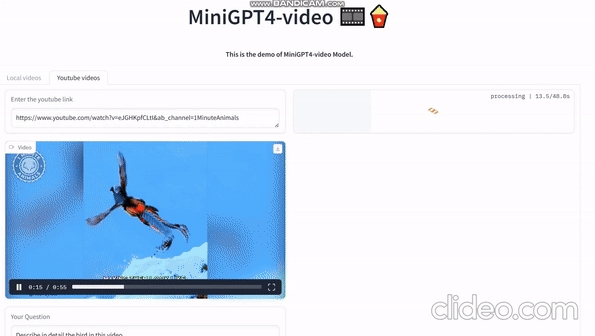 www.BANDICAM.com
MiniGPT4-video 🎞️🍿
This is the demo of MiniGPT4-video Model.
Local videos
Youtube videos
Enter the youtube link
https://www.youtube.com/watch?v=eJGHKpfCLtI&ab_channel=1MinuteAnimals
processing | 13.5/48.8s
Video
ANIMALS
0:15 / 0:55
Your Question
Describe in detail the bird in this video
clideo.com